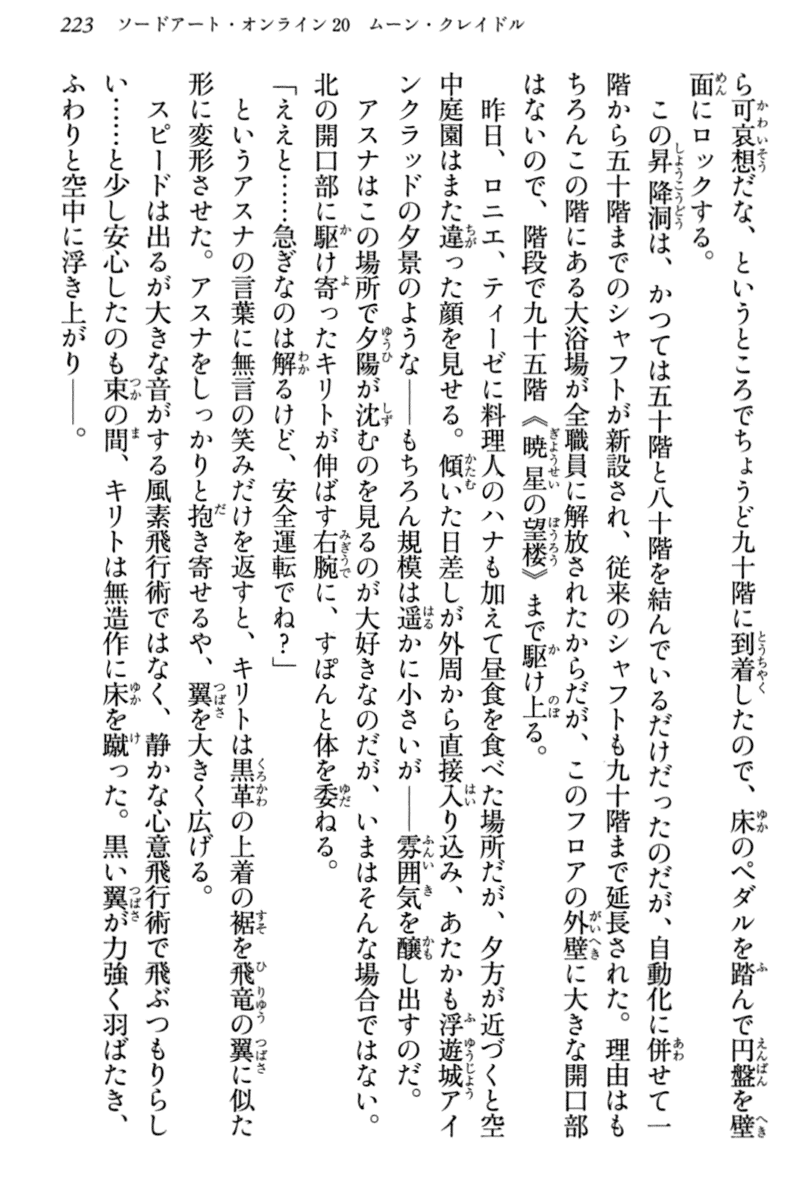 223 ソードアート・オンライン20 ムーン・クレイドル
ら可哀想だな、というところでちょうど九十階に到着したので、床のペダルを踏んで円盤を壁
面にロックする。
この昇降洞は、かつては五十階と八十階を結んでいるだけだったのだが、自動化に併せて一
階から五十階までのシャフトが新設され、従来のシャフトも九十階まで延長された。理由はも
ちろんこの階にある大浴場が全職員に解放されたからだが、このフロアの外壁に大きな開口部
はないので、階段で九十五階《暁星の望楼》まで駆け上る。
昨日、ロニエ、ティーゼに料理人のハナも加えて昼食を食べた場所だが、夕方が近づくと空
中庭園はまた違った顔を見せる。傾いた日差しが外周から直接入り込み、あたかも浮遊城アイ
ンクラッドの夕景のような――もちろん規模は遥かに小さいが――雰囲気を醸し出すのだ。
アスナはこの場所で夕陽が沈むのを見るのが大好きなのだが、いまはそんな場合ではない。
北の開口部に駆け寄ったキリトが伸ばす右腕に、すぽんと体を委ねる。
「ええと……急ぎなのは解るけど、安全運転でね?」
というアスナの言葉に無言の笑みだけを返すと、キリトは黒革の上着の裾を飛竜の翼に似た
形に変形させた。アスナをしっかりと抱き寄せるや、翼を大きく広げる。
スピードは出るが大きな音がする風素飛行術ではなく、静かな心意飛行術で飛ぶつもりらし
い……と少し安心したのも束の間、キリトは無造作に床を蹴った。黒い翼が力強く羽ばたき、
ふわりと空中に浮き上がり――。